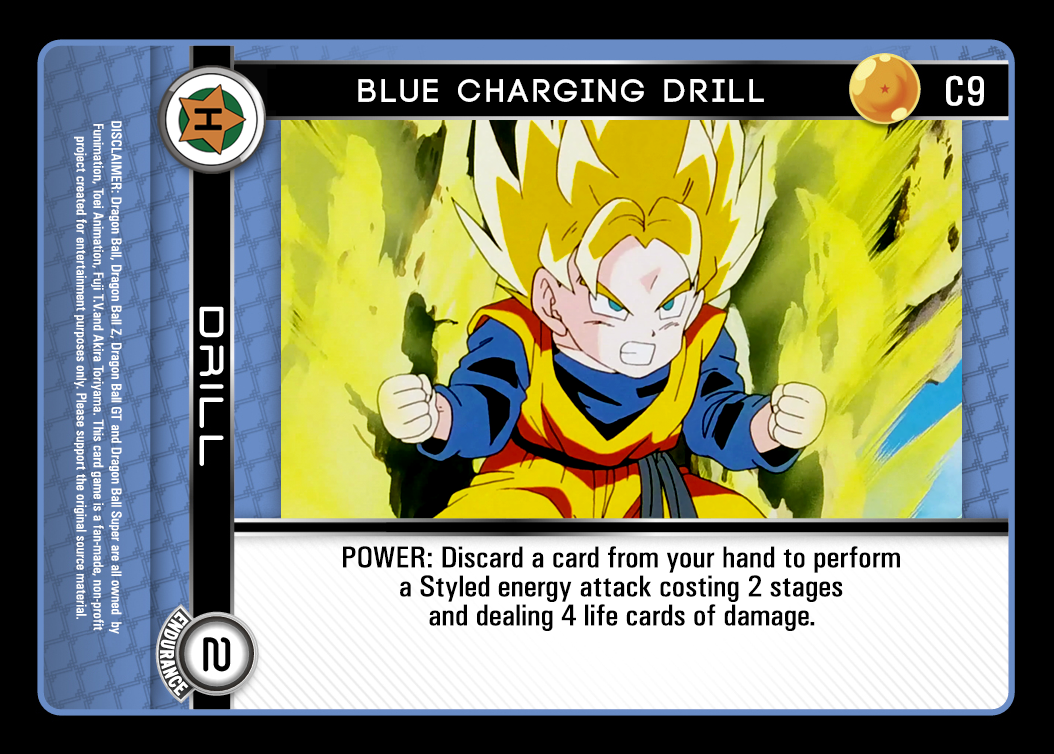 BLUE CHARGING DRILL
C9
H
DRILL
DISCLAIMER: Dragon Ball, Dragon Ball Z, Dragon Ball GT and Dragon Ball Super are all owned by
Funimation, Toei Animation, Fuji T.V.and Akira Toriyama. This card game is a fan-made, non-profit
project created for entertainment purposes only. Please support the original source material.
POWER: Discard a card from your hand to perform
a Styled energy attack costing 2 stages
and dealing 4 life cards of damage.
2
ENDURANCE